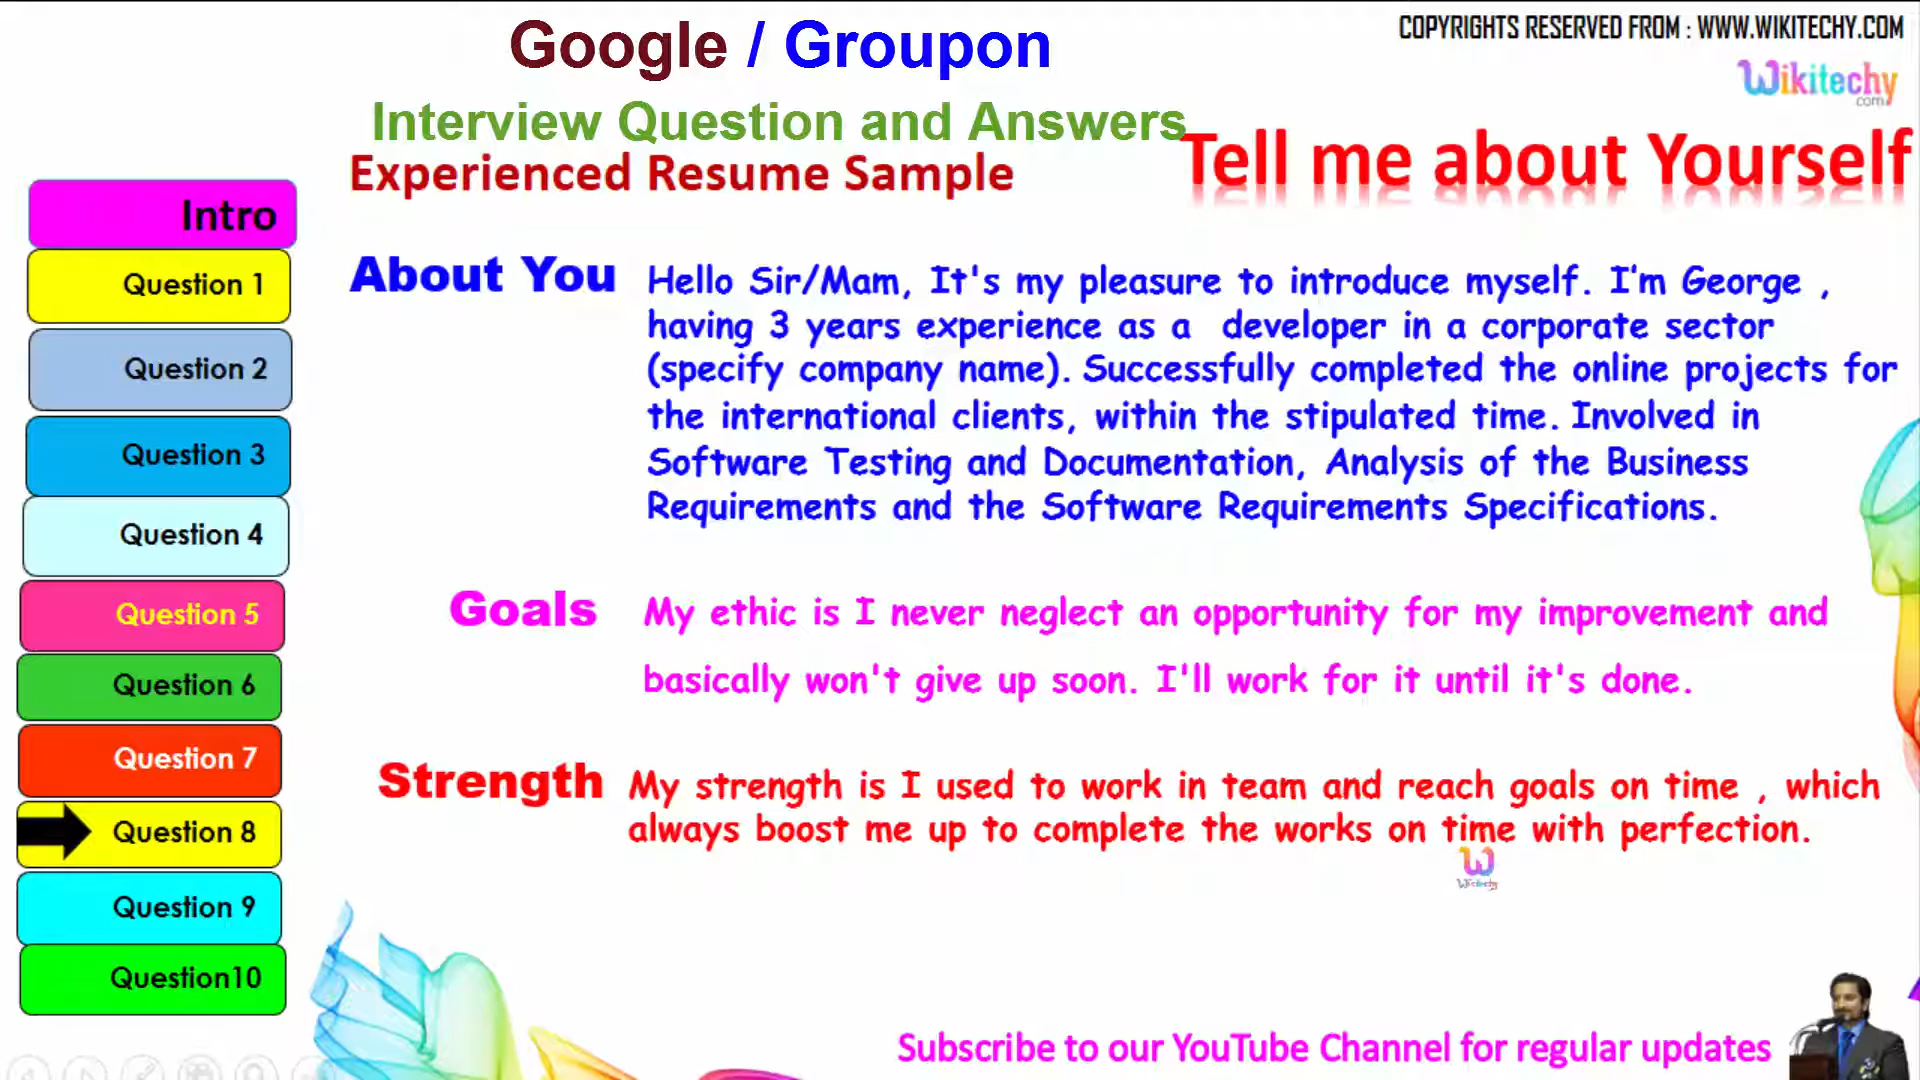 Google / Groupon
COPYRIGHTS RESERVED FROM : WWW.WIKITECHY.COM
Wikitechy
.com
Interview Question and Answers
Experienced Resume Sample
Tell me about Yourself
Intro
Question 1
Question 2
Question 3
Question 4
Question 5
Question 6
Question 7
Question 8
Question 9
Question10
About You
Hello Sir/Mam, It's my pleasure to introduce myself. I'm George ,
having 3 years experience as a developer in a corporate sector
(specify company name). Successfully completed the online projects for
the international clients, within the stipulated time. Involved in
Software Testing and Documentation, Analysis of the Business
Requirements and the Software Requirements Specifications.
Goals
My ethic is I never neglect an opportunity for my improvement and
basically won't give up soon. I'll work for it until it's done.
Strength
My strength is I used to work in team and reach goals on time , which
always boost me up to complete the works on time with perfection.
W
Wikitechy
Subscribe to our YouTube Channel for regular updates